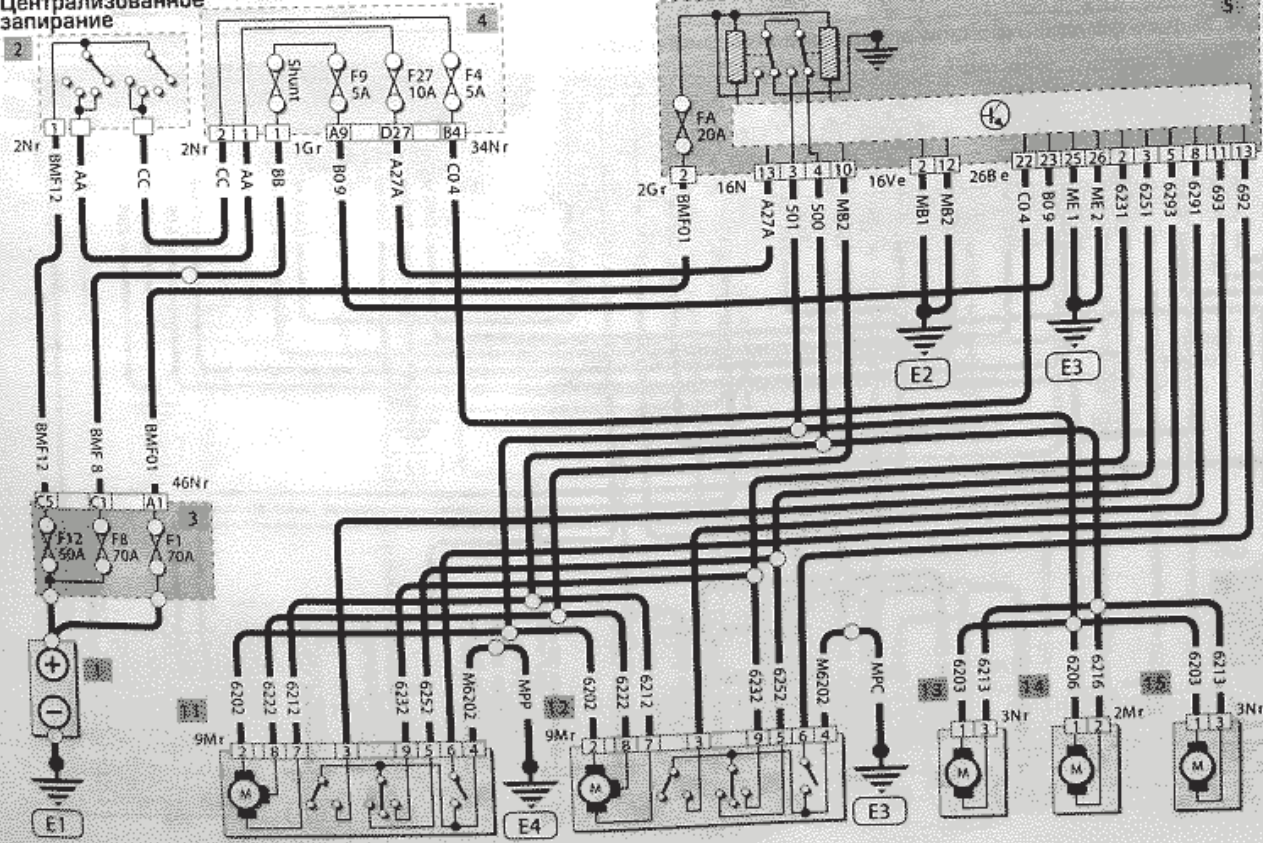 Централизованное
запирание
2
4
5
Shunt
F9
5A
F27
10A
F4
5A
FA
20A
1
2Nr
2 1 1
2Nr
1Gr
A9 D27 B4
34Nr
2
2Gr
13 3 4 10
16N
2 12
16Ve
22 23 25 26 2 3 5 8 11 13
26Be
BMF12
AA
CC
CC
AA
BB
B09
A27A
C04
BMF01
A27A
501
500
MB2
MB1
MB2
C04
B09
ME1
ME2
6231
6251
6293
6291
693
692
E2
E3
BMF12
BMF8
BMF01
46Nr
C5 C3 A1
3
F12
50A
F8
70A
F1
70A
+
−
1
E1
6202
6222
6212
6232
6252
M6202
MPP
6202
6222
6212
6232
6252
M6202
MPC
6203
6213
6206
6216
6203
6213
11
9Mr
2 8 7 3 9 5 6 4
M
E4
12
9Mr
2 8 7 3 9 5 6 4
M
E3
13
1 3
3Nr
M
14
1 2
2Mr
M
15
1 3
3Nr
M